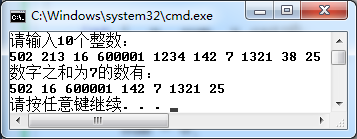 C:\Windows\system32\cmd.exe
请输入10个整数：
502 213 16 600001 1234 142 7 1321 38 25
数字之和为7的数有：
502 16 600001 142 7 1321 25
请按任意键继续. . .